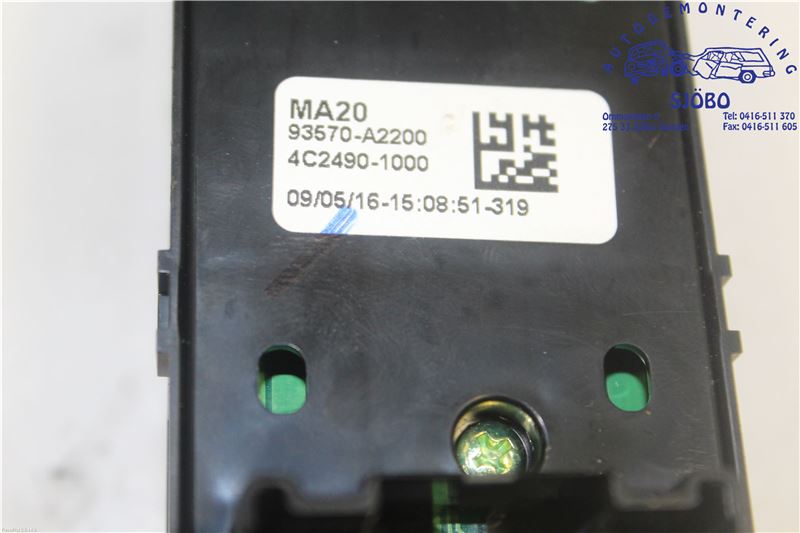 AUTODEMONTERING
SJÖBO
Tel: 0416-511 370
Fax: 0416-511 605
MA20
93570-A2200
4C2490-1000
09/05/16-15:08:51-319